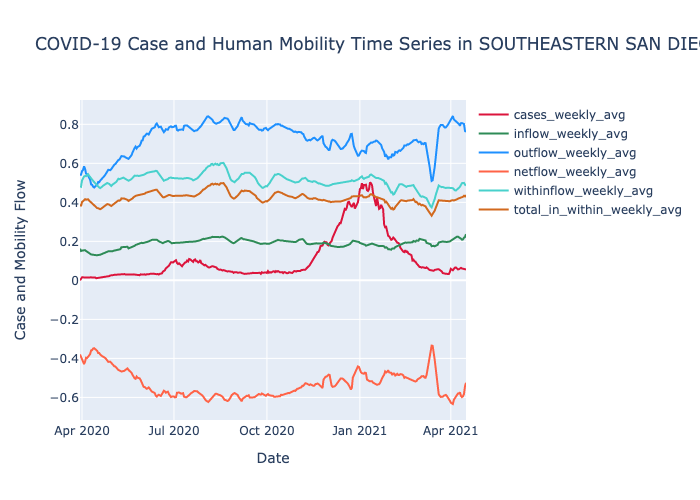 COVID-19 Case and Human Mobility Time Series in SOUTHEASTERN SAN
cases_weekly_avg
inflow_weekly_avg
outflow_weekly_avg
netflow_weekly_avg
withinflow_weekly_avg
total_in_within_weekly_avg
Case and Mobility Flow
0.8
0.6
0.4
0.2
0
−0.2
−0.4
−0.6
Apr 2020
Jul 2020
Oct 2020
Jan 2021
Apr 2021
Date